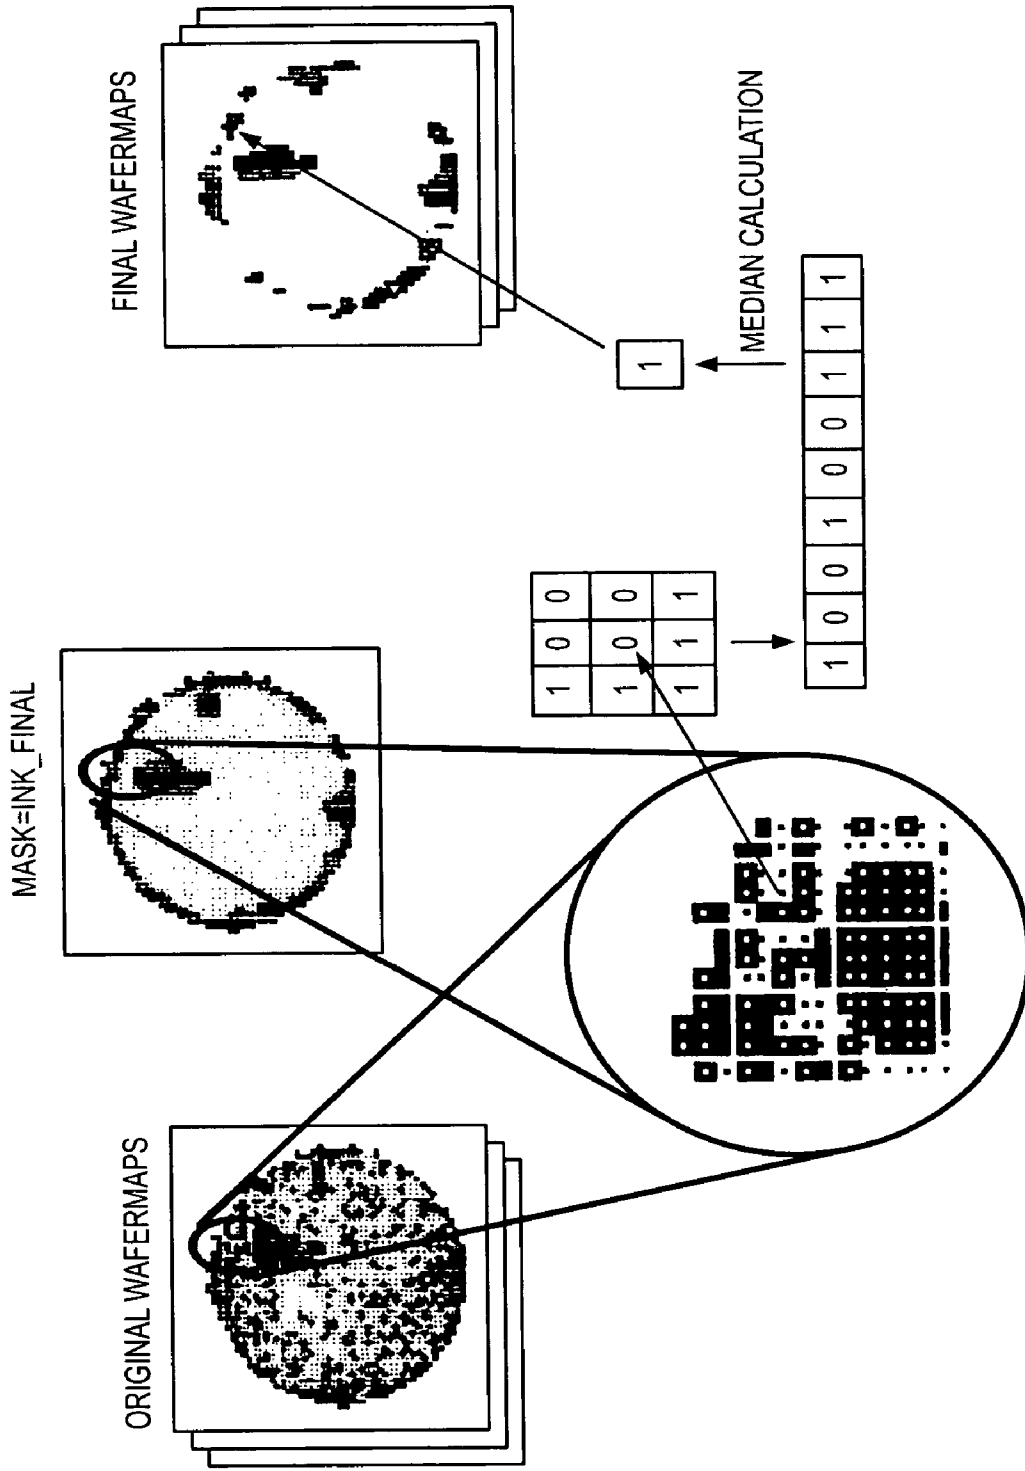 ORIGINAL WAFERMAPS
MASK=INK_FINAL
FINAL WAFERMAPS
1 0 0
1 0 0
1 1 1
1
MEDIAN CALCULATION
1 0 0 1 0 0 1 1 1